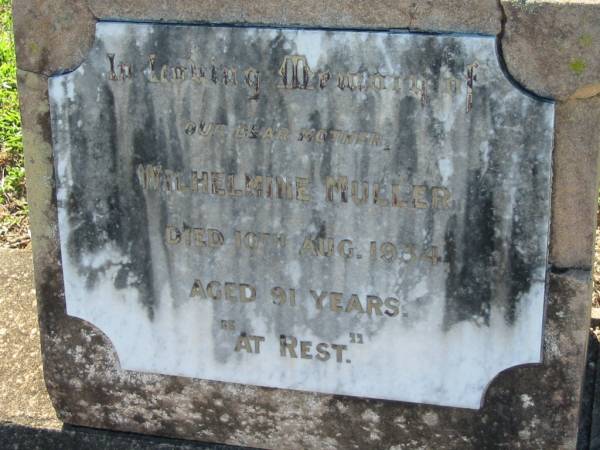 In Loving Memory of
OUR DEAR MOTHER,
WILHELMINE MULLER
DIED 10TH AUG. 1934,
AGED 91 YEARS.
"AT REST."